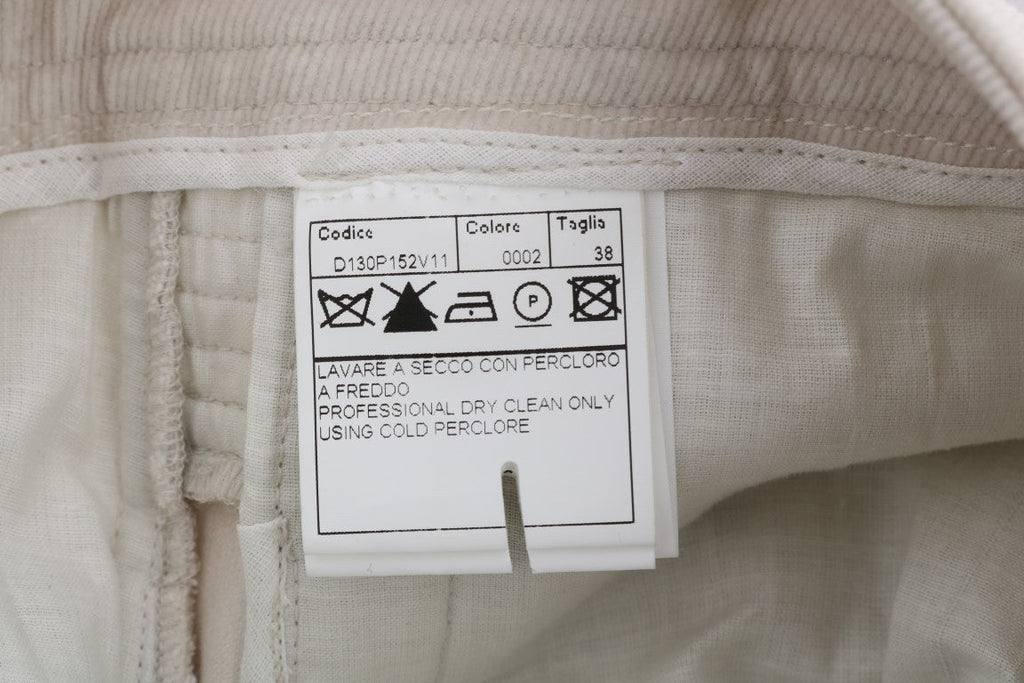 Codice Colore Taglia
D130P152V11 0002 38
P
LAVARE A SECCO CON PERCLORO
A FREDDO
PROFESSIONAL DRY CLEAN ONLY
USING COLD PERCLORE